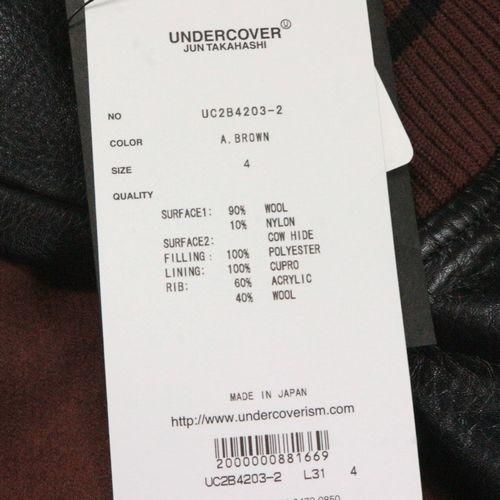 UNDERCOVER U
JUN TAKAHASHI
NO UC2B4203-2
COLOR A.BROWN
SIZE 4
QUALITY
SURFACE1: 90% WOOL
10% NYLON
SURFACE2: COW HIDE
FILLING: 100% POLYESTER
LINING: 100% CUPRO
RIB: 60% ACRYLIC
40% WOOL
MADE IN JAPAN
http://www.undercoverism.com
2000000881669
UC2B4203-2 L31 4